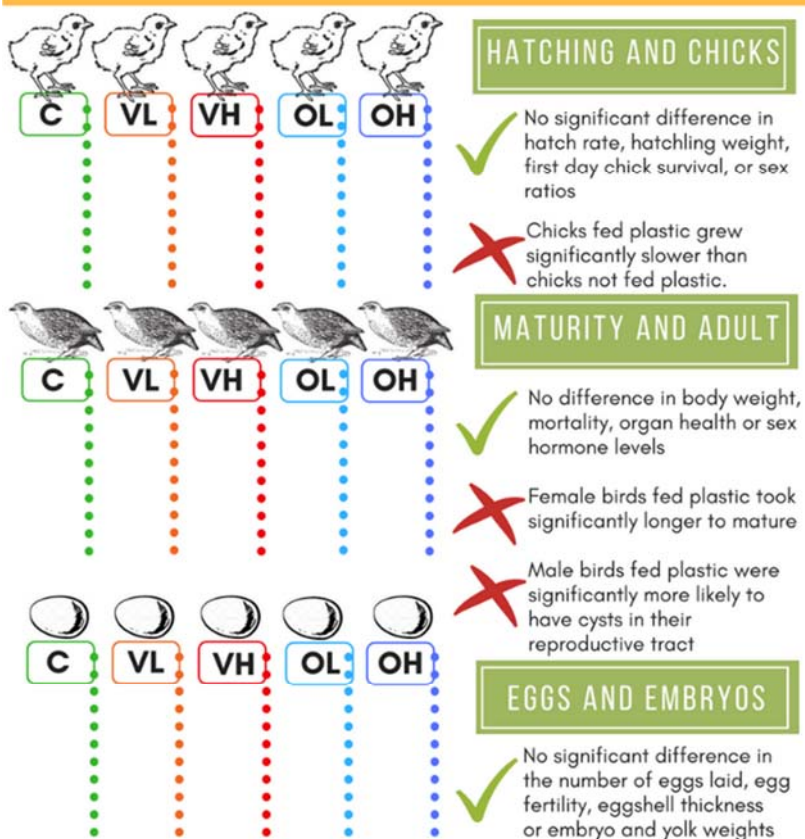 C VL VH OL OH
HATCHING AND CHICKS
No significant difference in
hatch rate, hatchling weight,
first day chick survival, or sex
ratios
Chicks fed plastic grew
significantly slower than
chicks not fed plastic.
C VL VH OL OH
MATURITY AND ADULT
No difference in body weight,
mortality, organ health or sex
hormone levels
Female birds fed plastic took
significantly longer to mature
Male birds fed plastic were
significantly more likely to
have cysts in their
reproductive tract
C VL VH OL OH
EGGS AND EMBRYOS
No significant difference in
the number of eggs laid, egg
fertility, eggshell thickness
or embryo and yolk weights